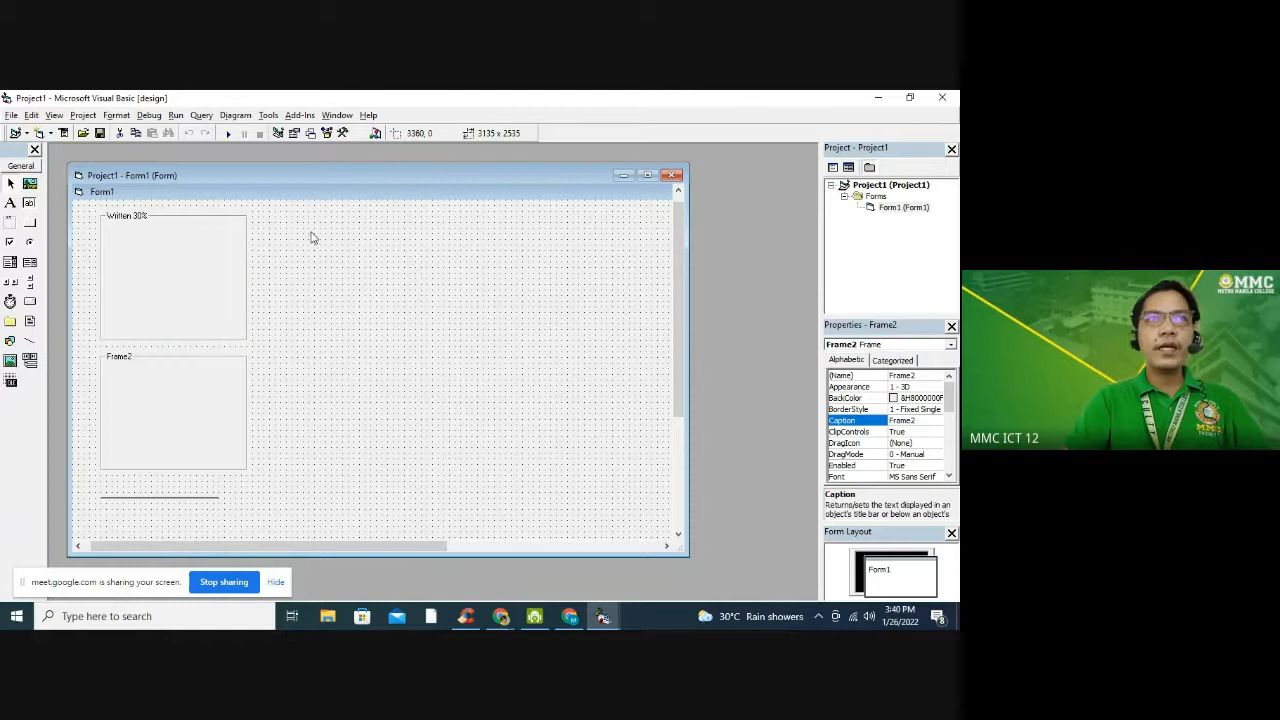 Project1 - Microsoft Visual Basic [design]
File Edit View Project Format Debug Run Query Diagram Tools Add-Ins Window Help
3360, 0
3135 x 2535
General
A
ab|
Project1 - Form1 (Form)
Form1
Written 30%
Frame2
Project - Project1
Project1 (Project1)
Forms
Form1 (Form1)
Properties - Frame2
Frame2 Frame
Alphabetic Categorized
(Name) Frame2
Appearance 1 - 3D
BackColor &H8000000F
BorderStyle 1 - Fixed Single
Caption Frame2
ClipControls True
DragIcon (None)
DragMode 0 - Manual
Enabled True
Font MS Sans Serif
Caption
Returns/sets the text displayed in an
object's title bar or below an object's
Form Layout
Form1
meet.google.com is sharing your screen. Stop sharing Hide
Type here to search
30°C Rain showers
3:40 PM
1/26/2022
8
MMC
METRO MANILA COLLEGE
MMC
MMC ICT 12